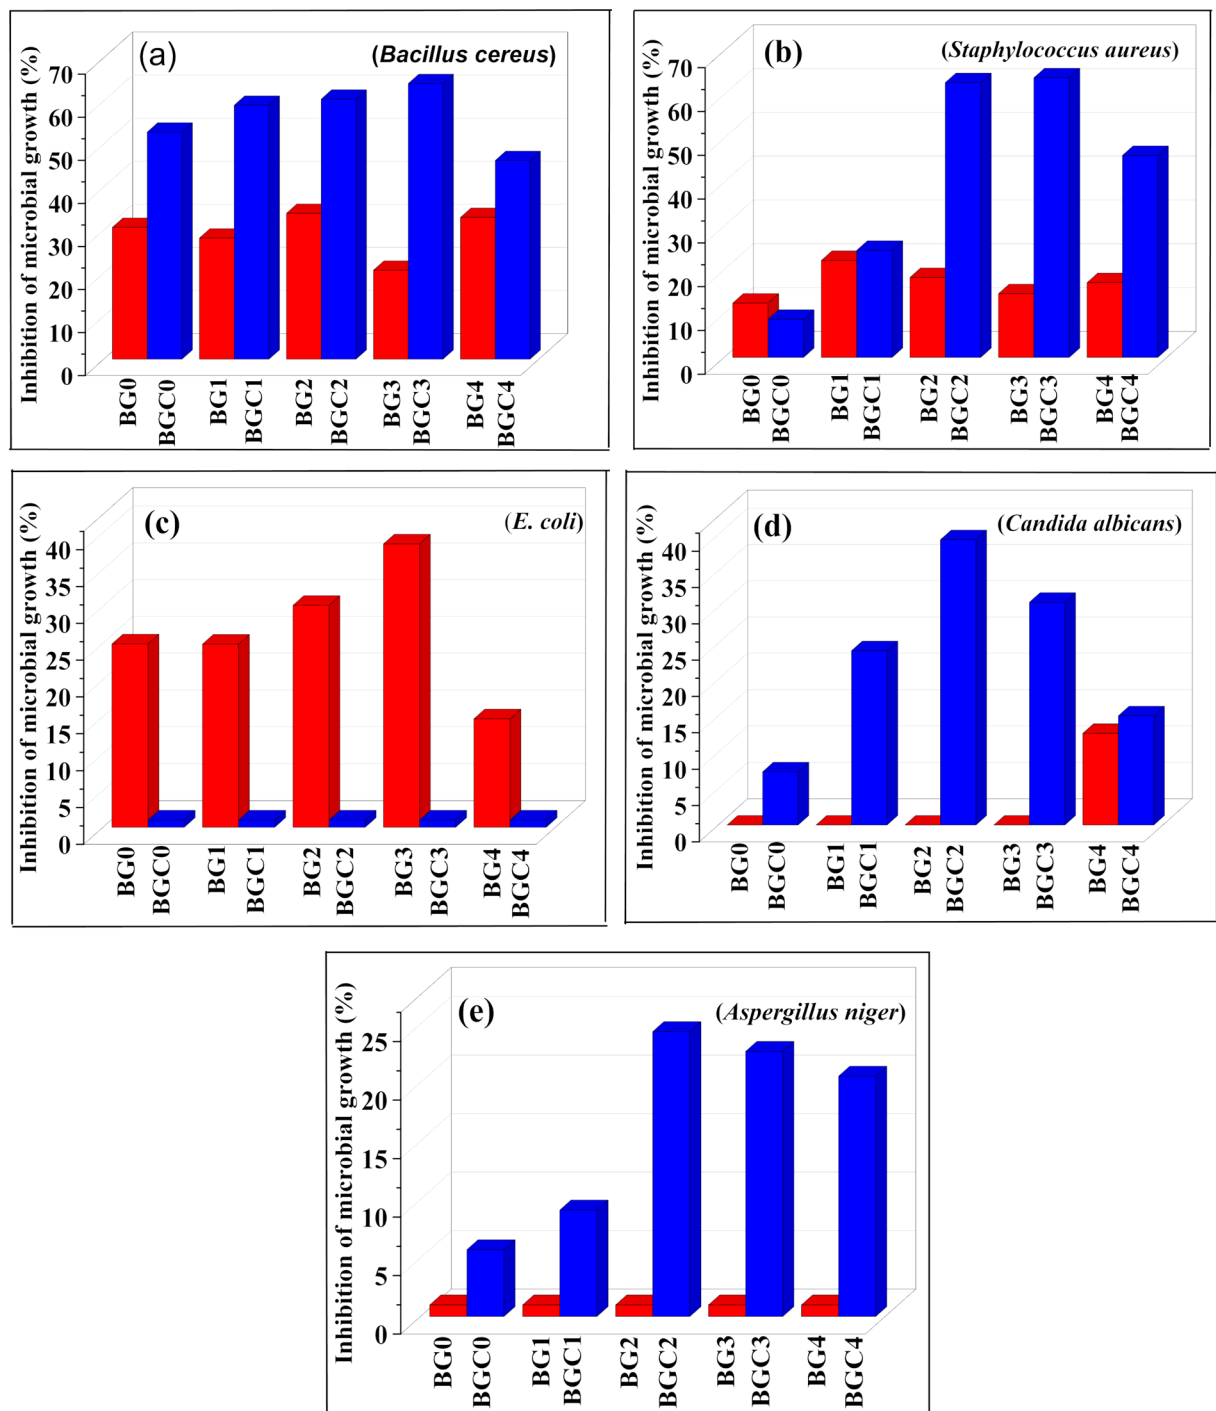 (a)
(Bacillus cereus)
Inhibition of microbial growth (%)
70
60
50
40
30
20
10
0
BG0
BGC0
BG1
BGC1
BG2
BGC2
BG3
BGC3
BG4
BGC4
(b)
(Staphylococcus aureus)
Inhibition of microbial growth (%)
70
60
50
40
30
20
10
0
BG0
BGC0
BG1
BGC1
BG2
BGC2
BG3
BGC3
BG4
BGC4
(c)
(E. coli)
Inhibition of microbial growth (%)
40
35
30
25
20
15
10
5
0
BG0
BGC0
BG1
BGC1
BG2
BGC2
BG3
BGC3
BG4
BGC4
(d)
(Candida albicans)
Inhibition of microbial growth (%)
40
35
30
25
20
15
10
5
0
BG0
BGC0
BG1
BGC1
BG2
BGC2
BG3
BGC3
BG4
BGC4
(e)
(Aspergillus niger)
Inhibition of microbial growth (%)
25
20
15
10
5
0
BG0
BGC0
BG1
BGC1
BG2
BGC2
BG3
BGC3
BG4
BGC4